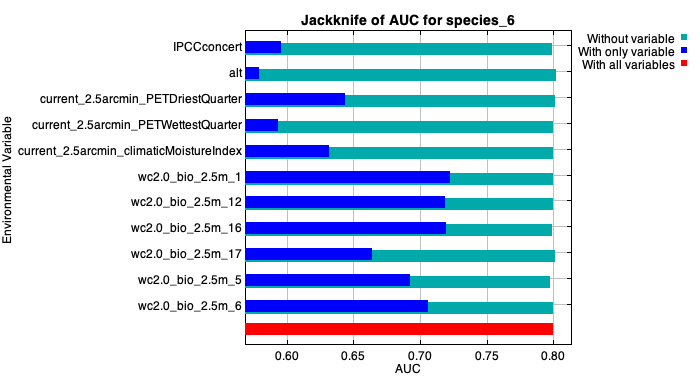 Jackknife of AUC for species_6
Without variable
With only variable
With all variables
Environmental Variable
IPCCconcert
alt
current_2.5arcmin_PETDriestQuarter
current_2.5arcmin_PETWettestQuarter
current_2.5arcmin_climaticMoistureIndex
wc2.0_bio_2.5m_1
wc2.0_bio_2.5m_12
wc2.0_bio_2.5m_16
wc2.0_bio_2.5m_17
wc2.0_bio_2.5m_5
wc2.0_bio_2.5m_6
0.60 0.65 0.70 0.75 0.80
AUC